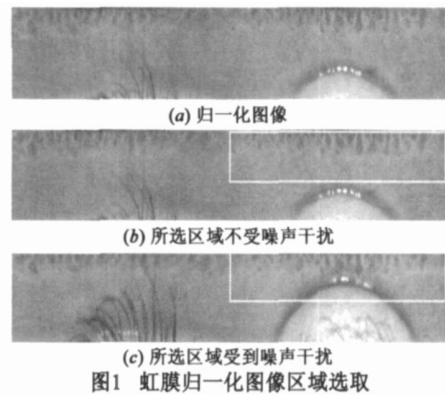 (a) 归一化图像
(b) 所选区域不受噪声干扰
(c) 所选区域受到噪声干扰
图1 虹膜归一化图像区域选取